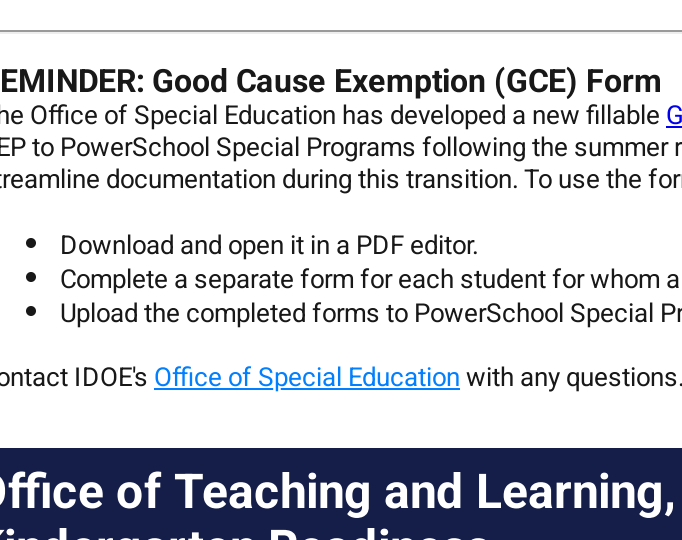 EMINDER: Good Cause Exemption (GCE) Form
he Office of Special Education has developed a new fillable G
EP to PowerSchool Special Programs following the summer r
treamline documentation during this transition. To use the for
• Download and open it in a PDF editor.
• Complete a separate form for each student for whom a
• Upload the completed forms to PowerSchool Special Pr
ontact IDOE's Office of Special Education with any questions.
Office of Teaching and Learning,
Kindergarten Readiness